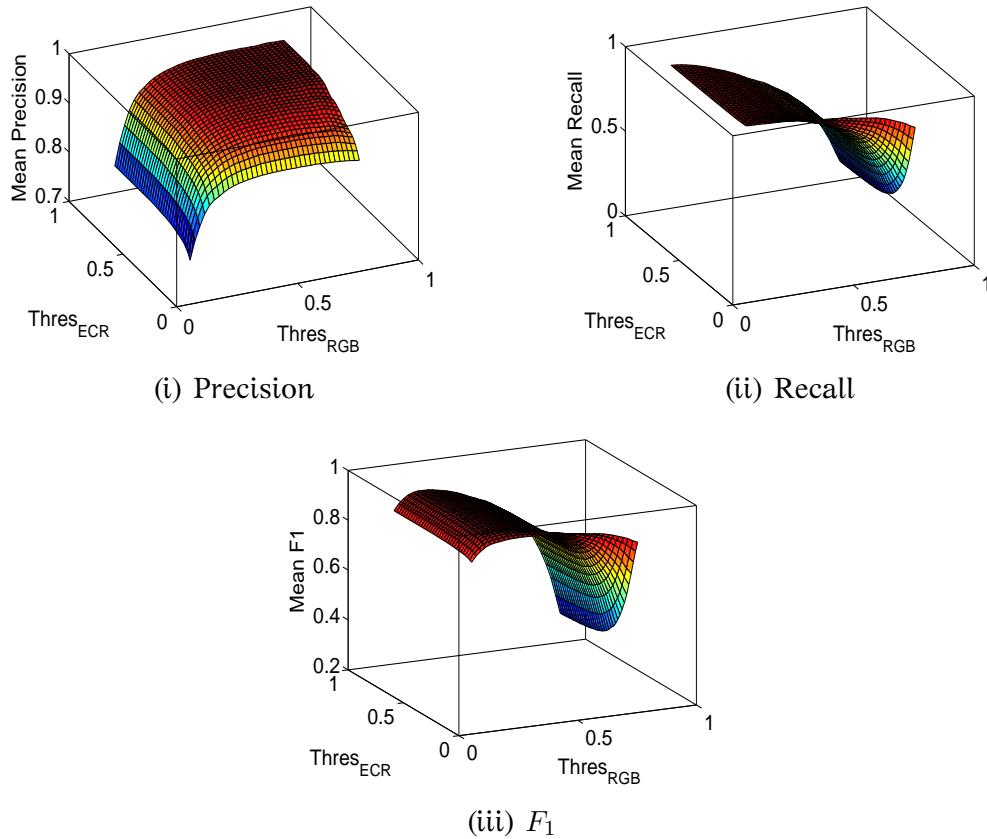 1
0.9
0.8
0.7
Mean Precision
1
0.5
0
Thres_ECR
0
0.5
1
Thres_RGB
(i) Precision
1
0.5
0
Mean Recall
1
0.5
0
Thres_ECR
0
0.5
1
Thres_RGB
(ii) Recall
1
0.8
0.6
0.4
0.2
Mean F1
1
0.5
0
Thres_ECR
0
0.5
1
Thres_RGB
(iii) F_1